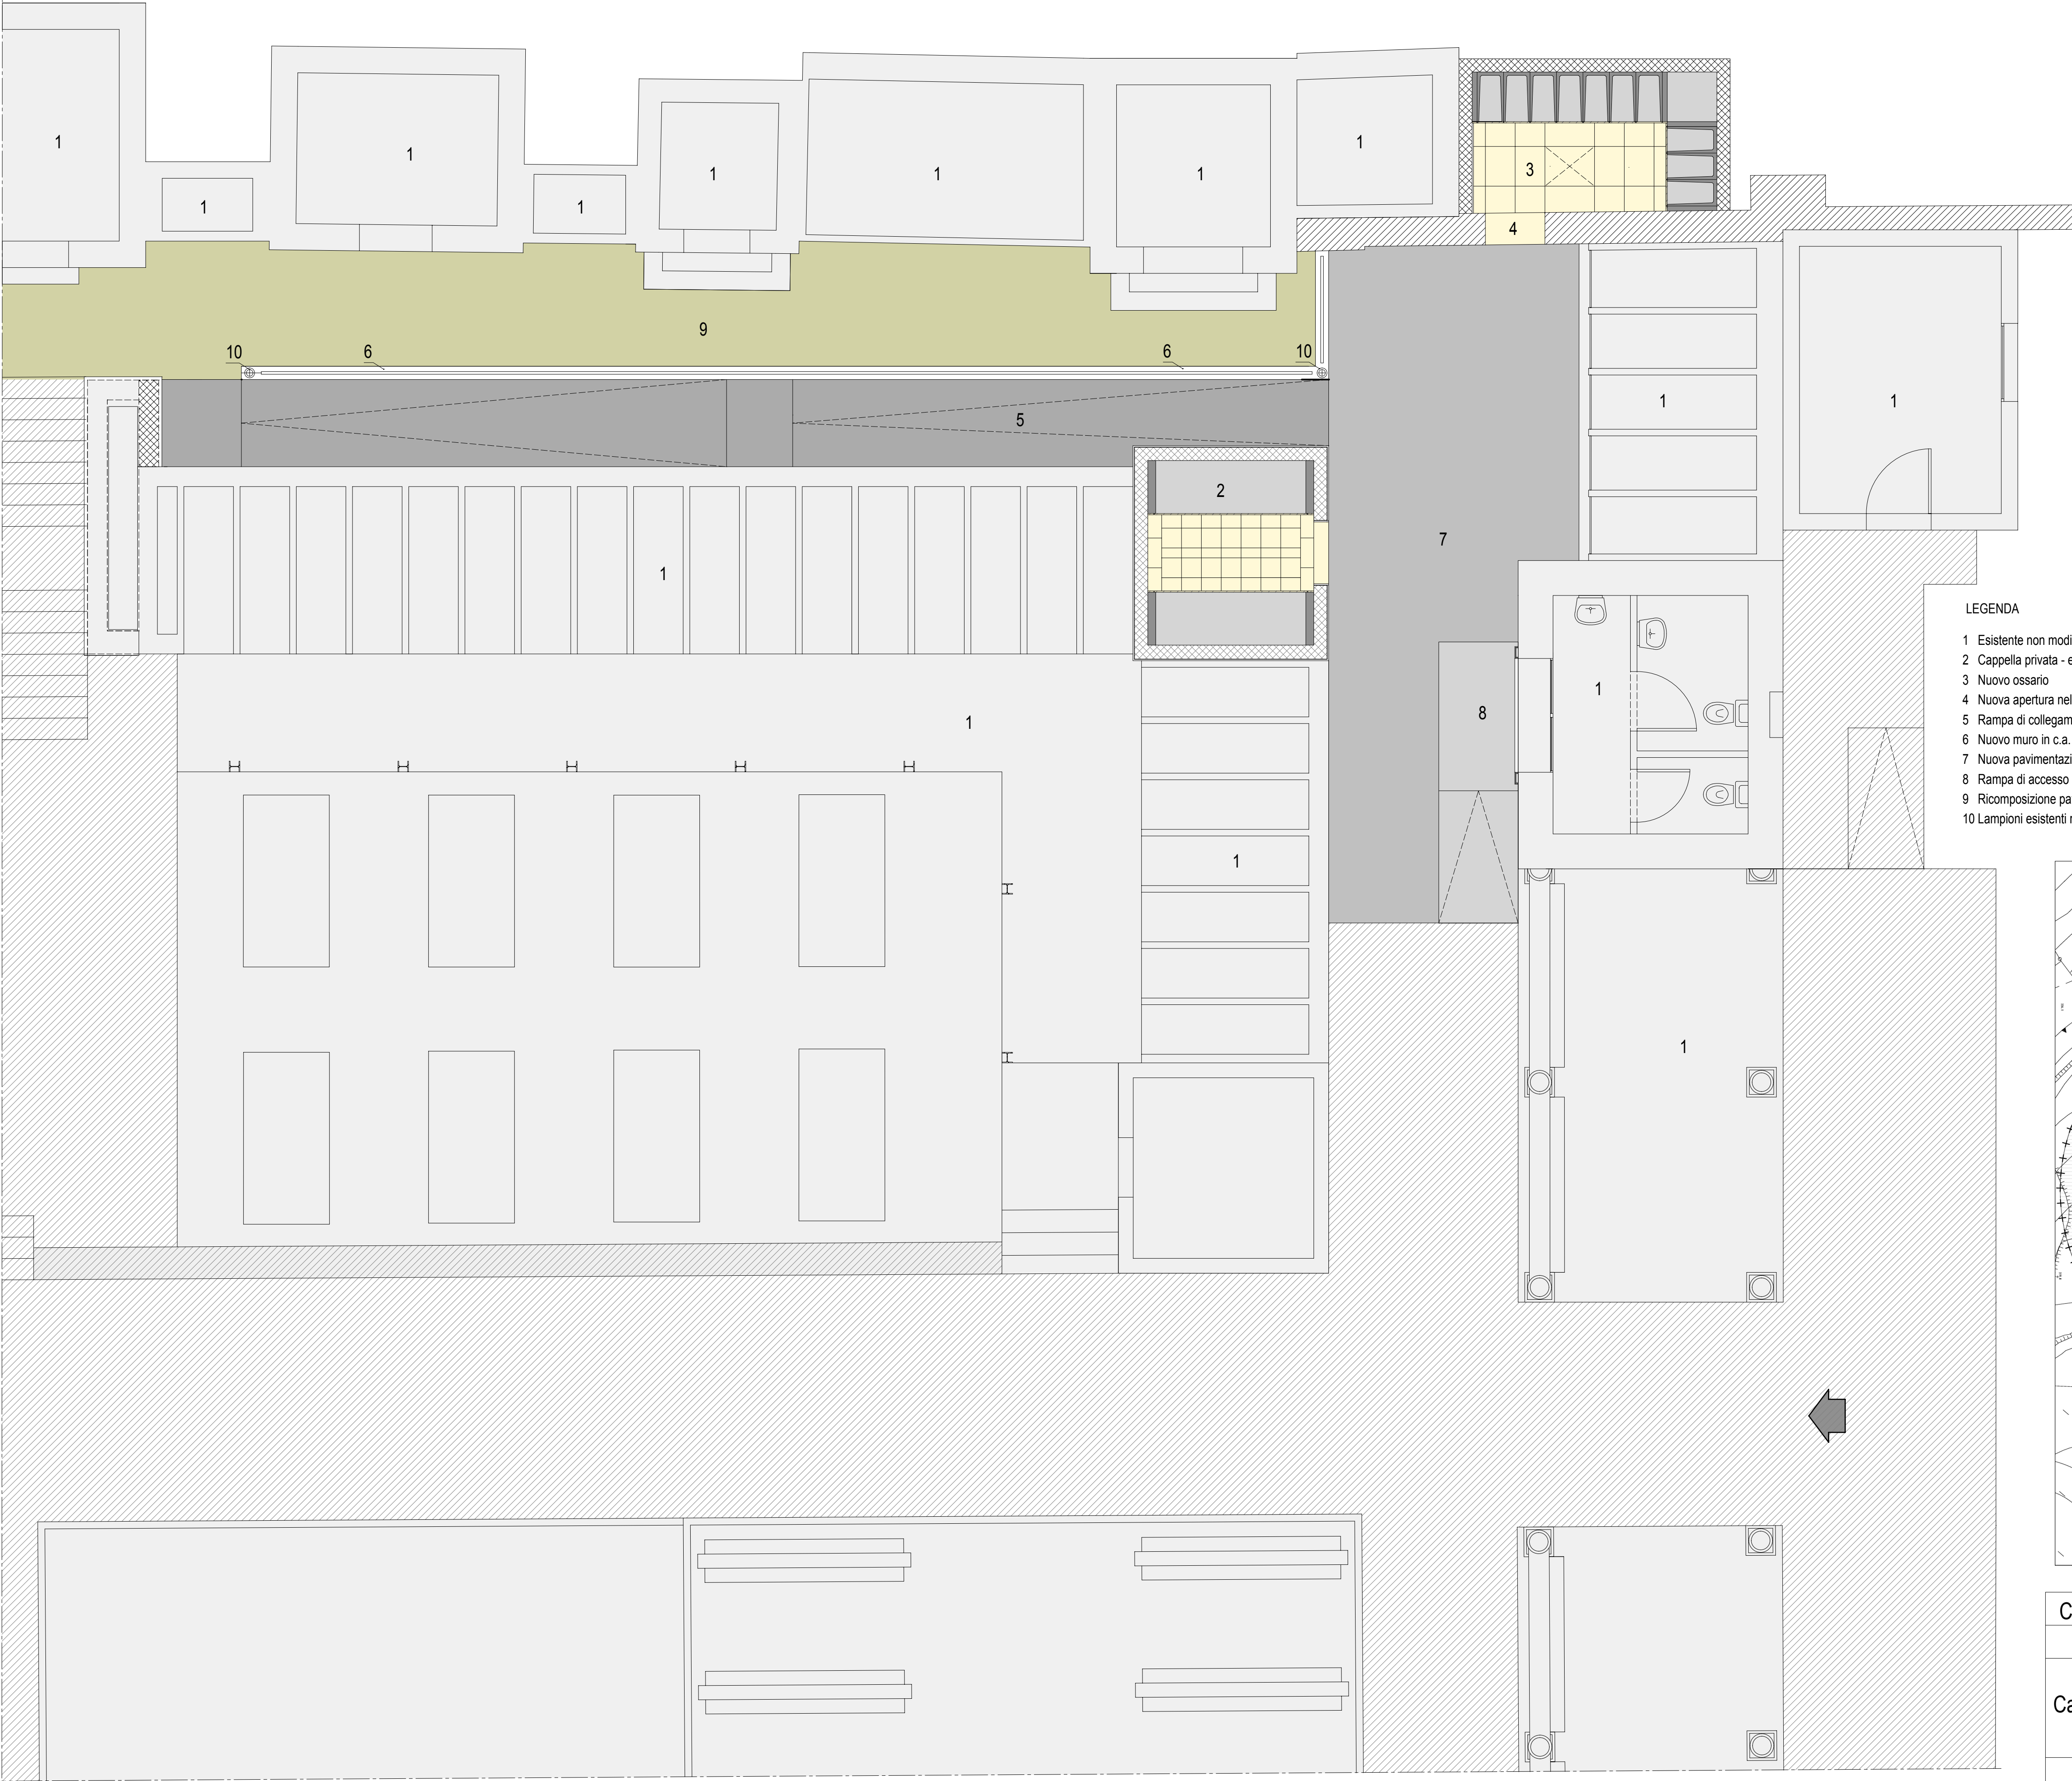 1
1
1
1
1
1
1
1
3
4
9
10
6
6
10
5
1
1
2
7
1
1
8
1
1
1
LEGENDA
1 Esistente non modi
2 Cappella privata - e
3 Nuovo ossario
4 Nuova apertura nel
5 Rampa di collegam
6 Nuovo muro in c.a.
7 Nuova pavimentazi
8 Rampa di accesso
9 Ricomposizione pa
10 Lampioni esistenti r
C
Ca